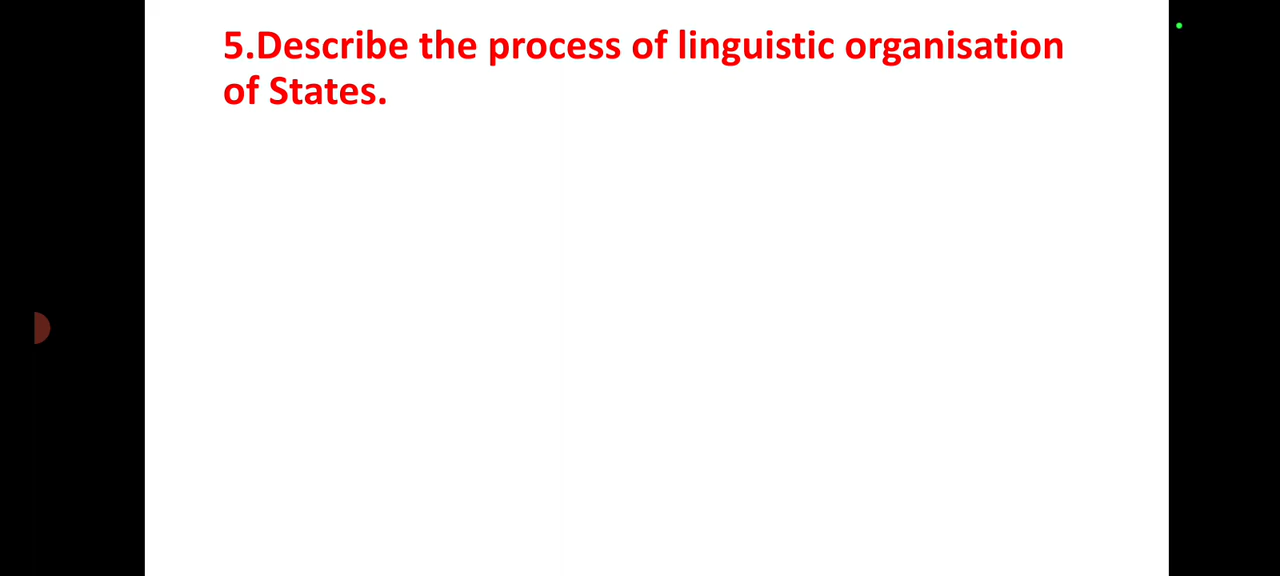 5.Describe the process of linguistic organisation
of States.